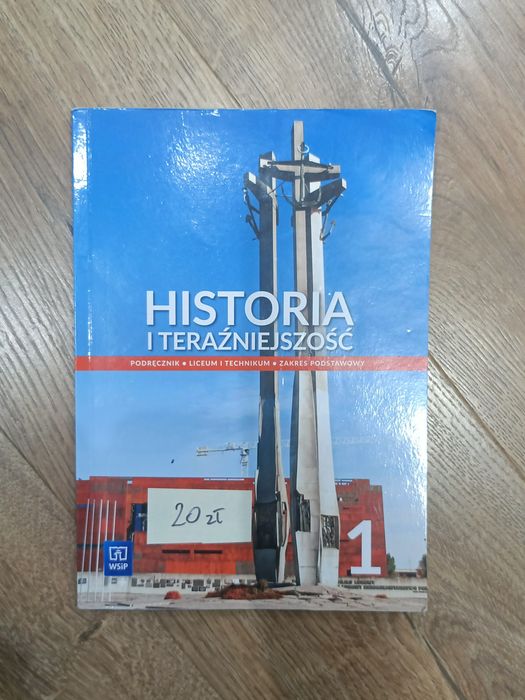 HISTORIA
I TERAŹNIEJSZOŚĆ
PODRĘCZNIK • LICEUM I TECHNIKUM • ZAKRES PODSTAWOWY
20 zł
1
WSiP